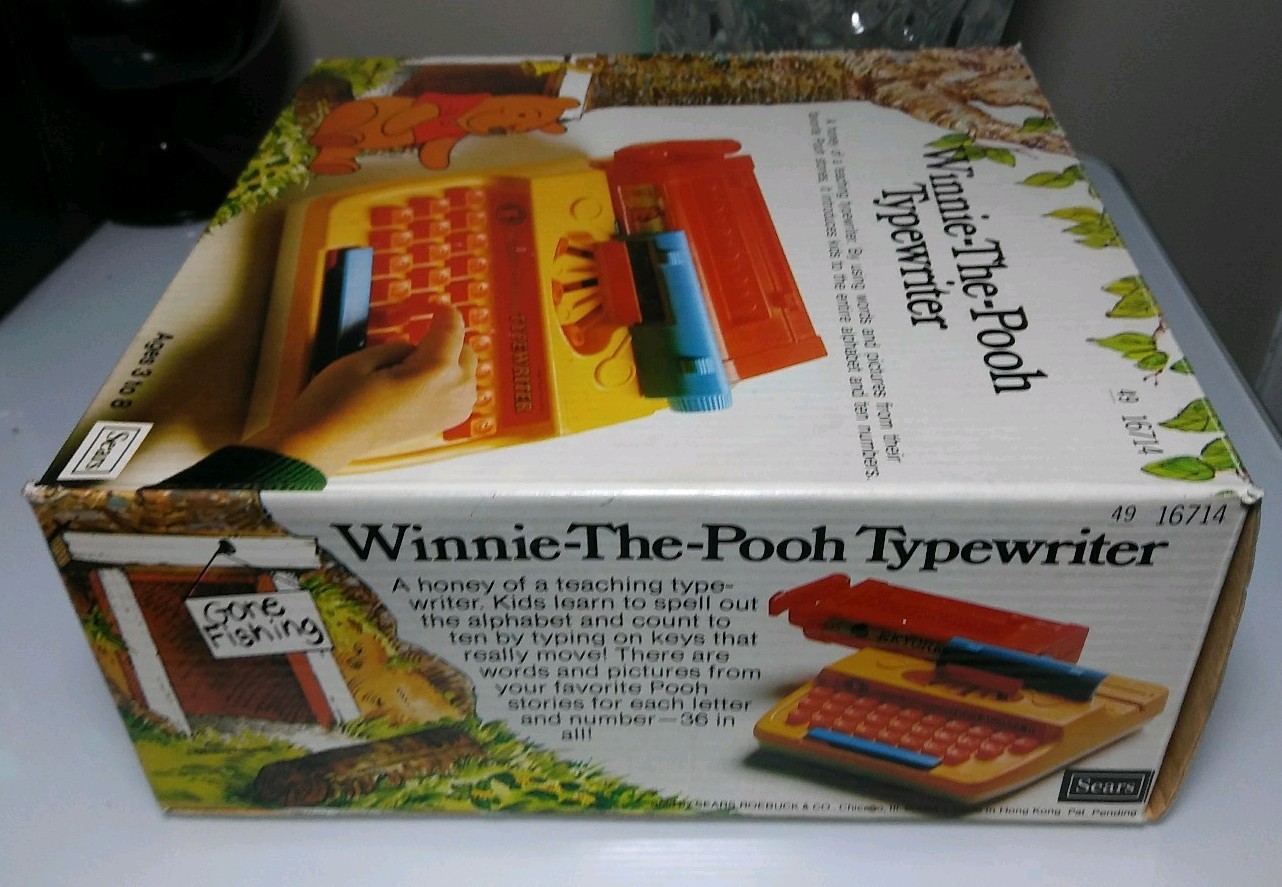 Winnie-The-Pooh
Typewriter
A honey of a teaching typewriter. By using words and pictures from their
favorite Pooh stories, it introduces kids to the entire alphabet and ten numbers.
49 16714
TYPEWRITER
Ages 3 to 8
Sears
49 16714
Winnie-The-Pooh Typewriter
Gone
Fishing
A honey of a teaching type-
writer. Kids learn to spell out
the alphabet and count to
ten by typing on keys that
really move! There are
words and pictures from
your favorite Pooh
stories for each letter
and number—36 in
all!
Sears
SEARS, ROEBUCK & CO., Chicago, Ill. in Hong Kong Pat. Pending